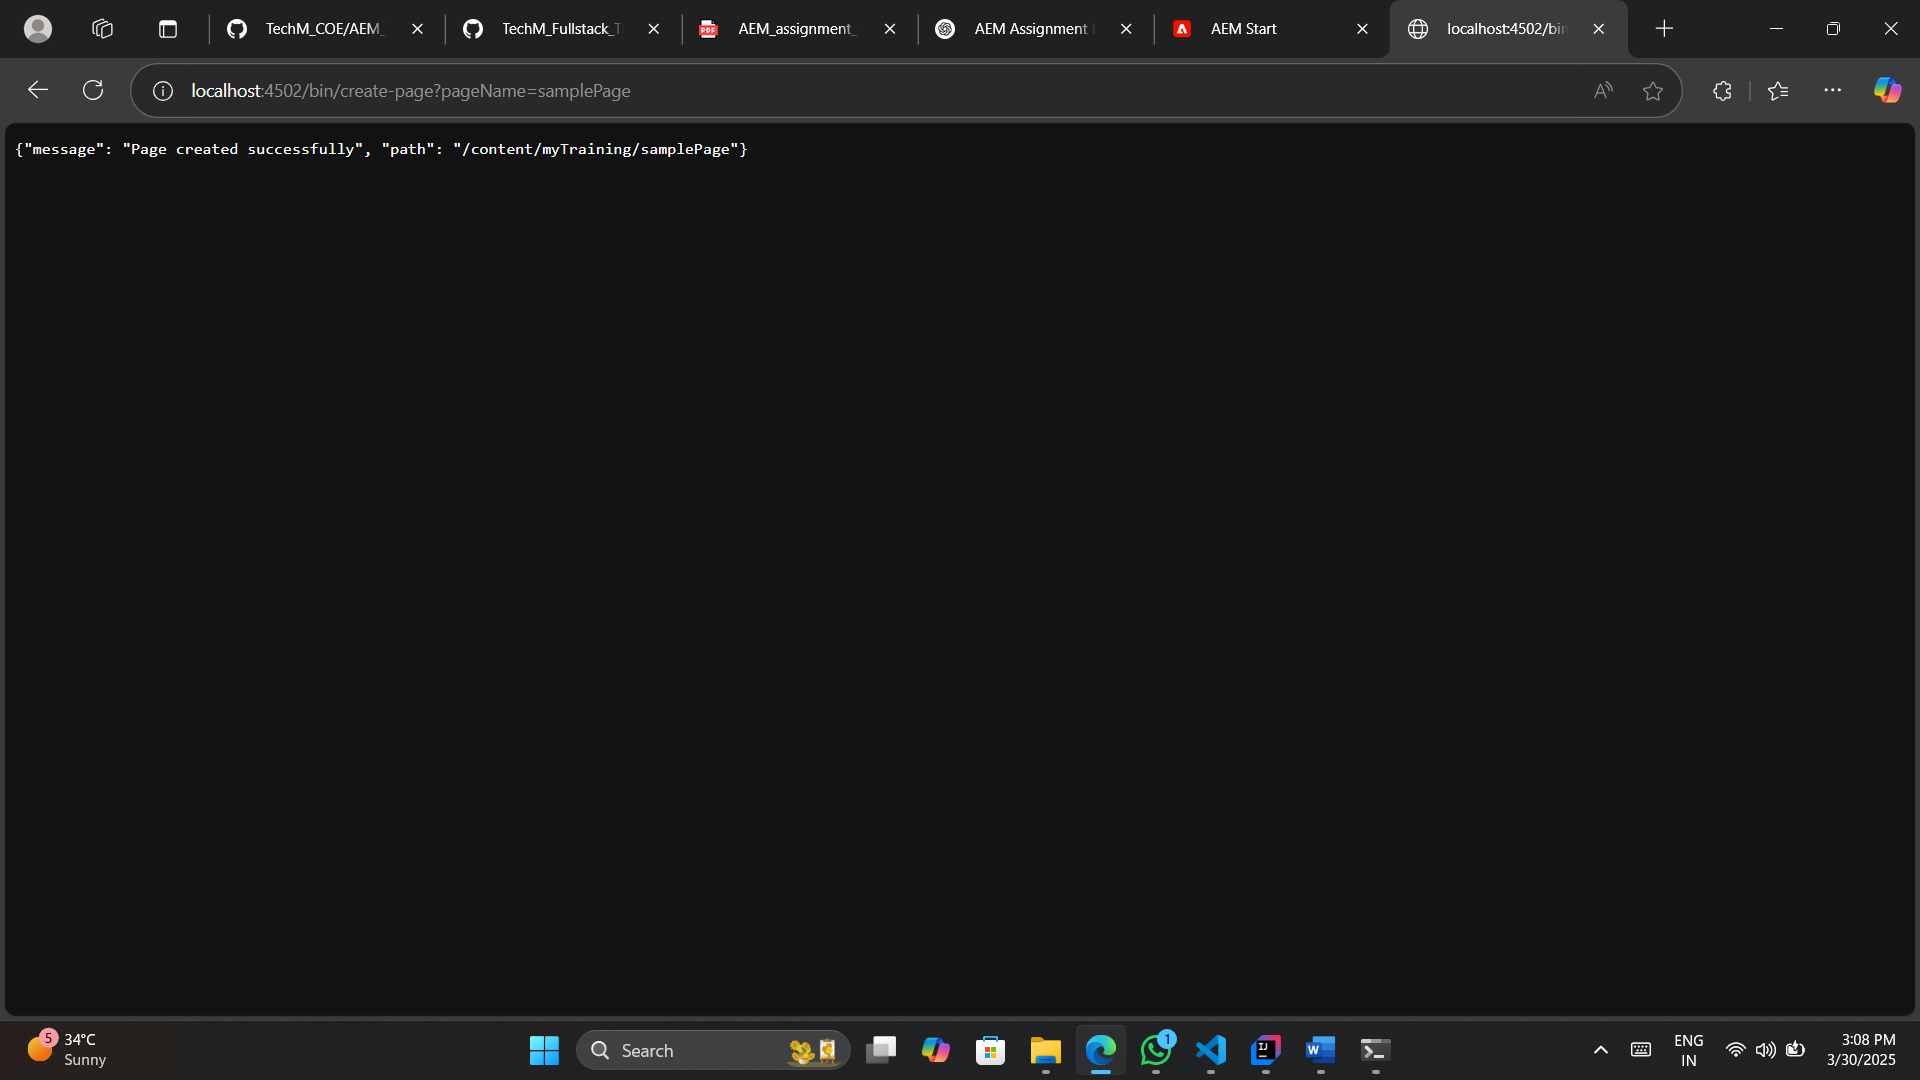 TechM_COE/AEM_
TechM_Fullstack_T
AEM_assignment_
AEM Assignment
AEM Start
localhost:4502/bin
localhost:4502/bin/create-page?pageName=samplePage
{"message": "Page created successfully", "path": "/content/myTraining/samplePage"}
5
34°C
Sunny
Search
1
ENG
IN
3:08 PM
3/30/2025